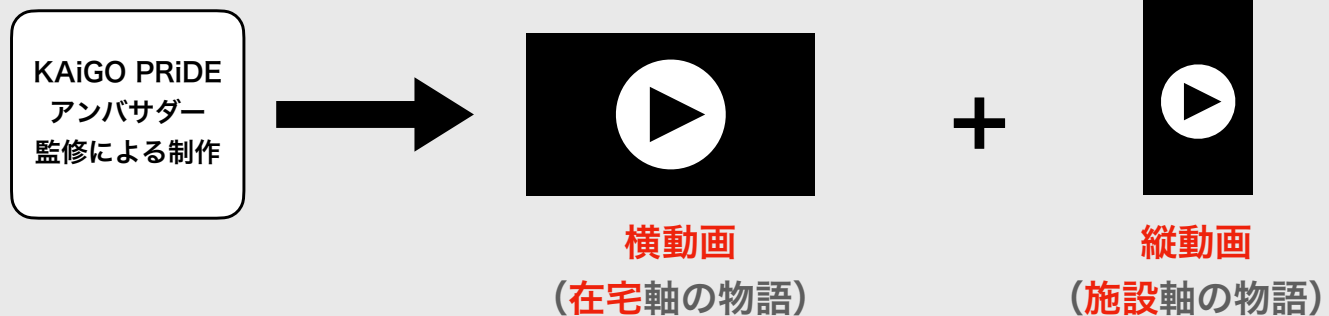 KAiGO PRiDE
アンバサダー
監修による制作
+
横動画
（在宅軸の物語）
縦動画
（施設軸の物語）